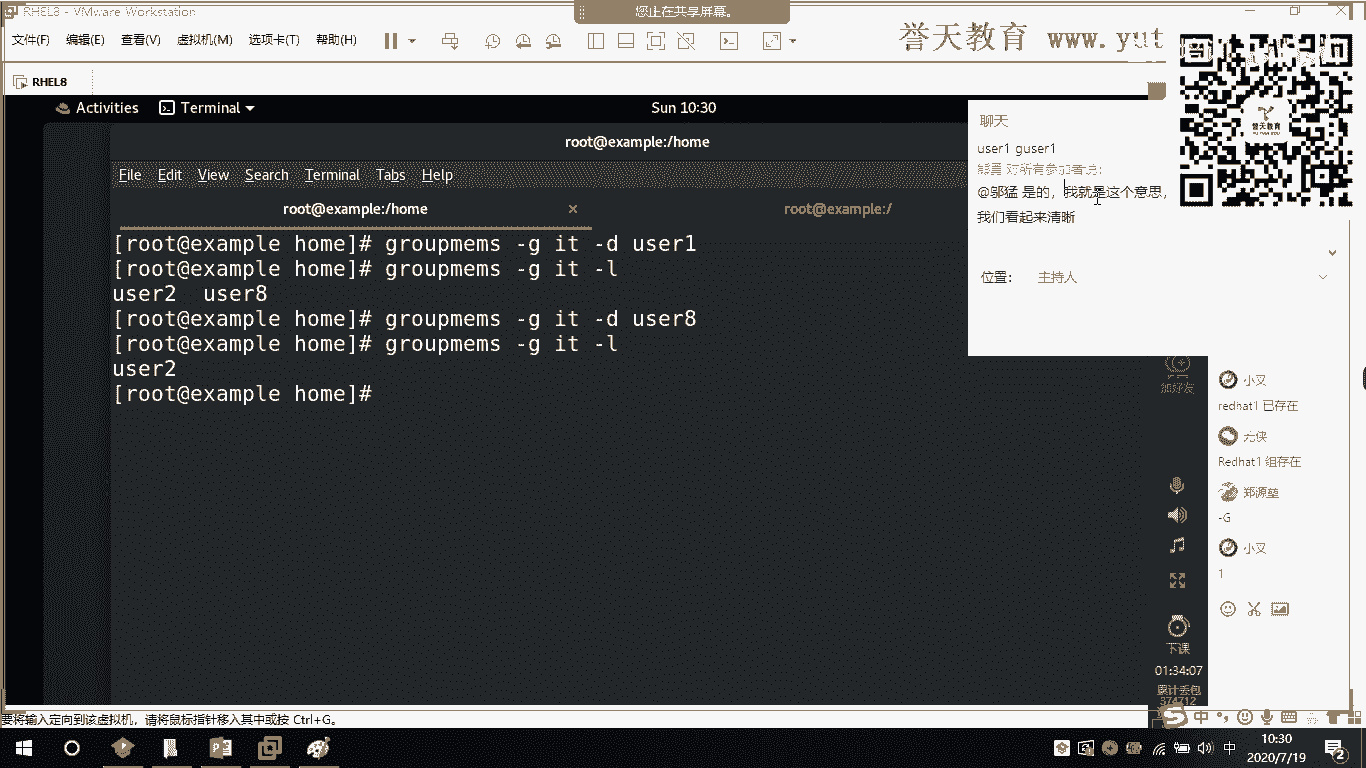 RHEL8 - VMware Workstation
您正在共享屏幕。
文件(F) 编辑(E) 查看(V) 虚拟机(M) 选项卡(T) 帮助(H)
誉天教育 www.yut
RHEL8
Activities Terminal Sun 10:30
root@example:/home
File Edit View Search Terminal Tabs Help
root@example:/home × root@example:/
[root@example home]# groupmems -g it -d user1
[root@example home]# groupmems -g it -l
user2  user8
[root@example home]# groupmems -g it -d user8
[root@example home]# groupmems -g it -l
user2
[root@example home]#
聊天
user1 guser1
对所有参加者说:
@邬猛 是的，我就是这个意思，
我们看起来清晰
位置： 主持人
誉天教育
加好友
小叉
redhat1 已存在
尤侠
Redhat1 组存在
郑源堃
-G
小叉
1
下课
01:34:07
累计丢包
374712
要将输入定向到该虚拟机，请将鼠标指针移入其中或按 Ctrl+G。
中
中
10:30
2020/7/19
2